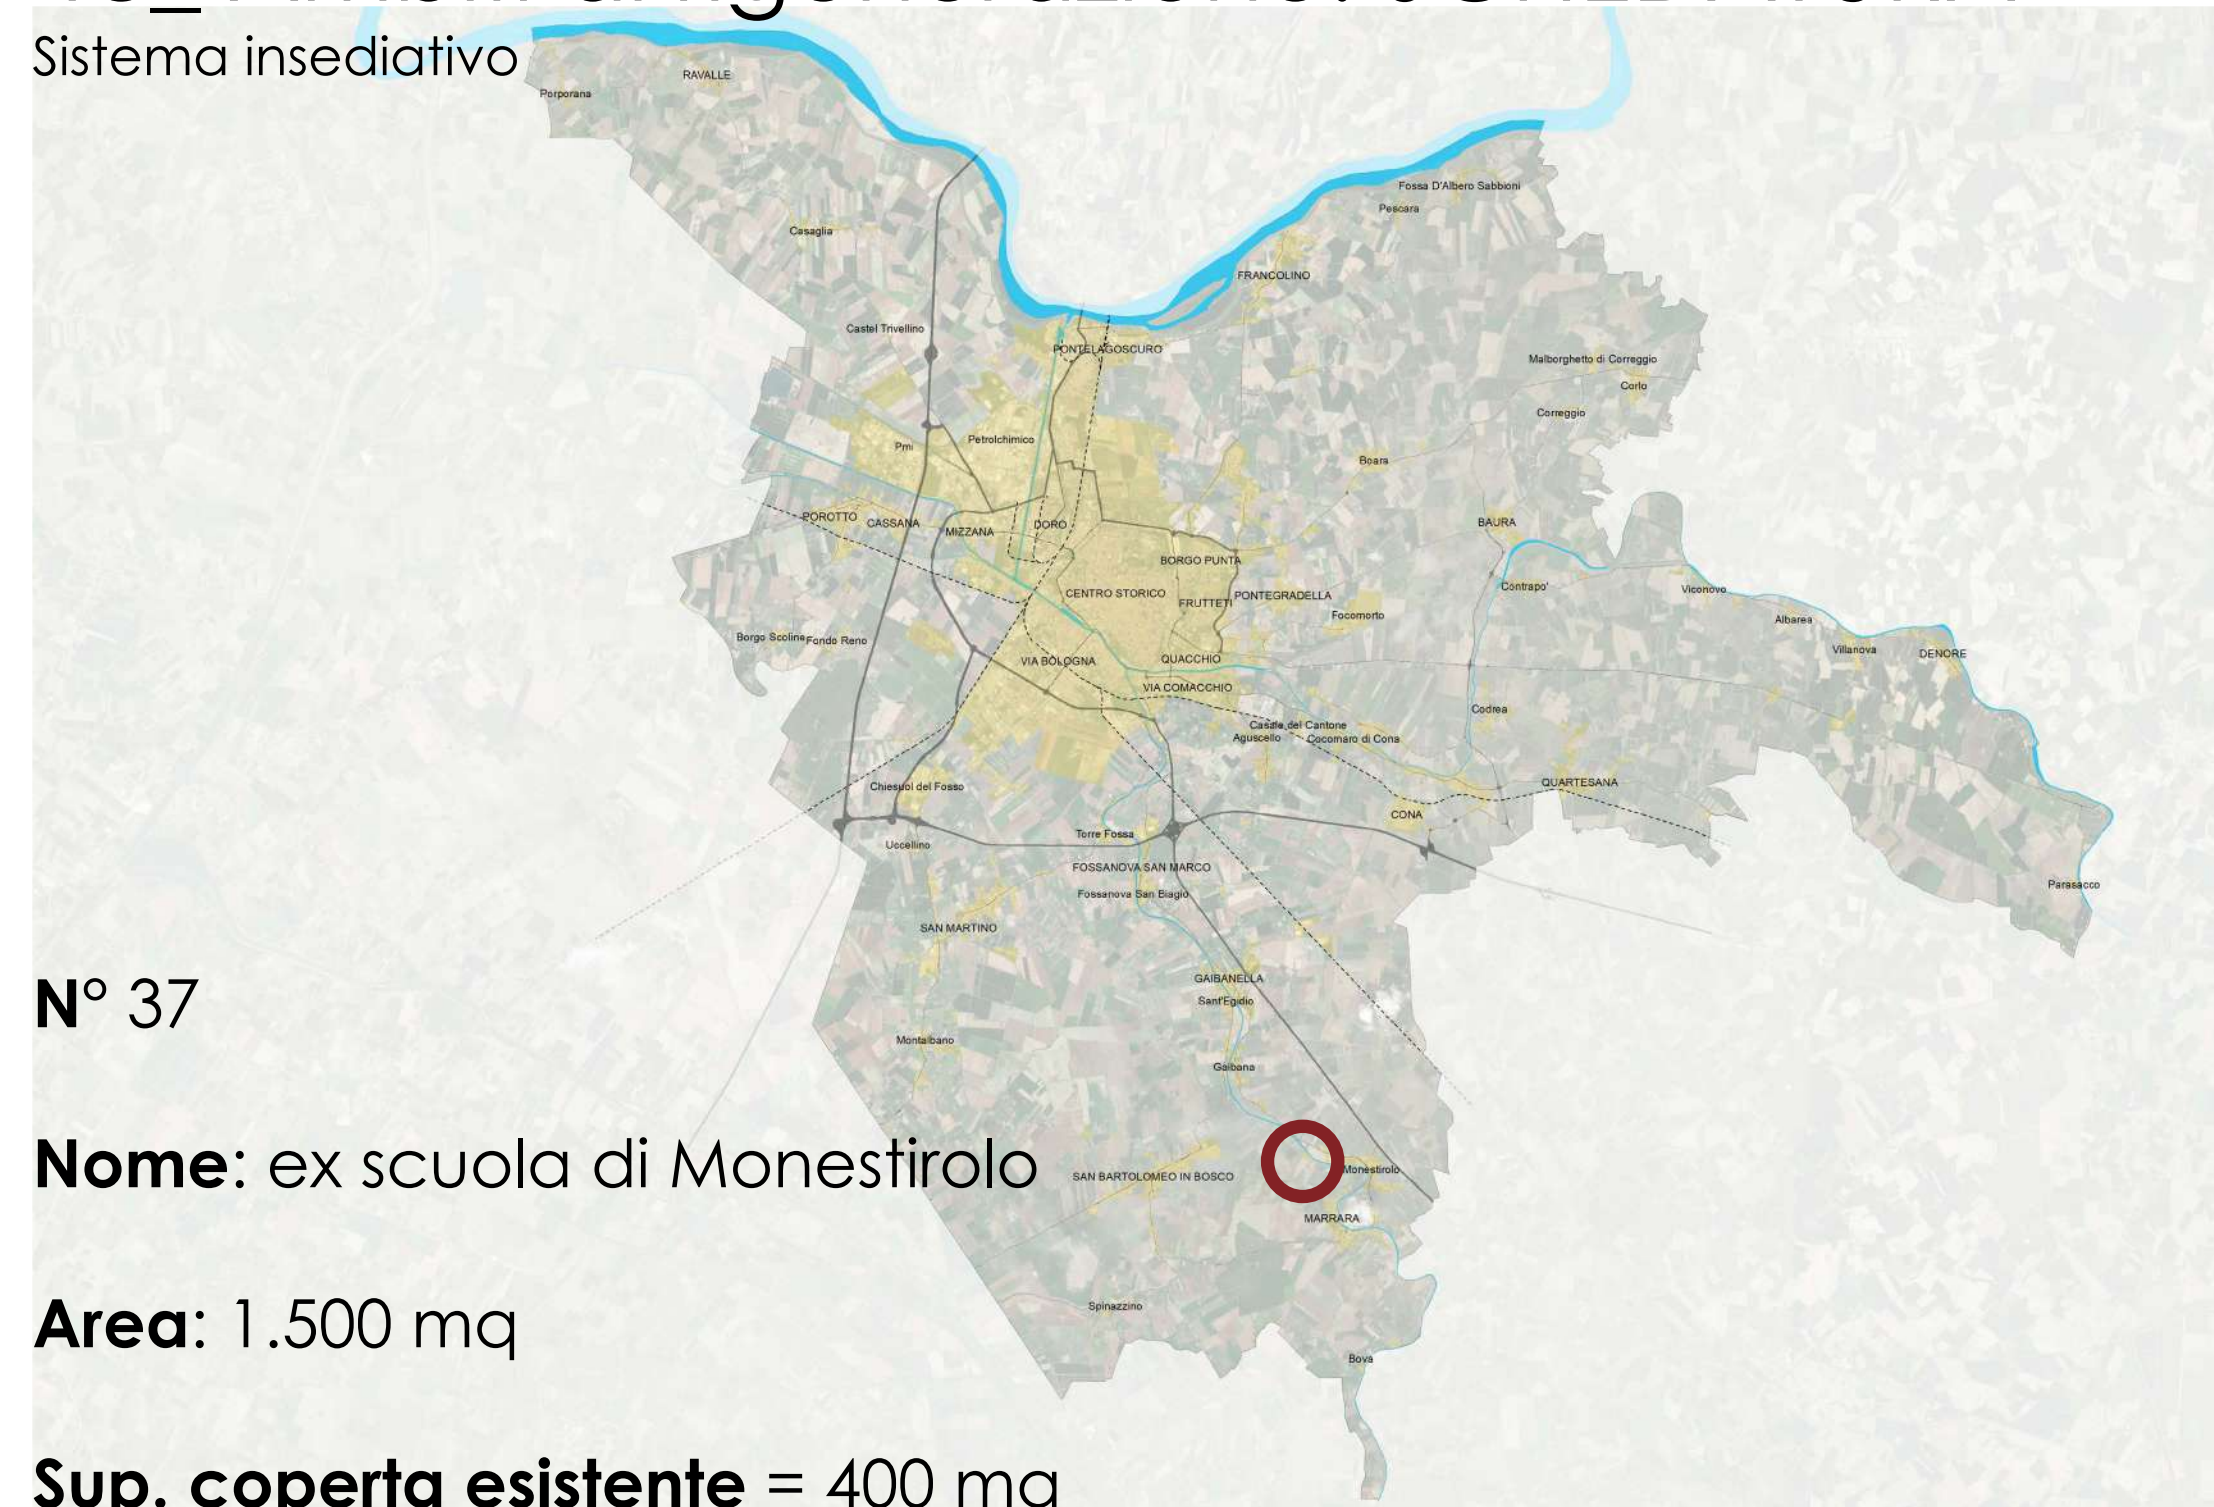 Sistema insediativo
RAVALLE
Porporana
Fossa D'Albero Sabbioni
Pescara
Casaglia
FRANCOLINO
Castel Trivellino
PONTELAGOSCURO
Malborghetto di Correggio
Corlo
Correggio
Petrolchimico
Pmi
Boara
POROTTO
CASSANA
MIZZANA
DORO
BAURA
BORGO PUNTA
CENTRO STORICO
FRUTTETI
PONTEGRADELLA
Contrapo'
Viconovo
Focomorto
Albarea
Borgo Scoline
Fondo Reno
Villanova
DENORE
VIA BOLOGNA
QUACCHIO
VIA COMACCHIO
Codrea
Casale del Cantone
Aguscello
Cocomaro di Cona
Chiesuol del Fosso
QUARTESANA
CONA
Torre Fossa
Uccellino
FOSSANOVA SAN MARCO
Fossanova San Biagio
Parasacco
SAN MARTINO
GAIBANELLA
Sant'Egidio
N° 37
Montalbano
Gaibana
Nome: ex scuola di Monestirolo
SAN BARTOLOMEO IN BOSCO
Monestirolo
MARRARA
Area: 1.500 mq
Spinazzino
Bova
Sup. coperta esistente = 400 mq